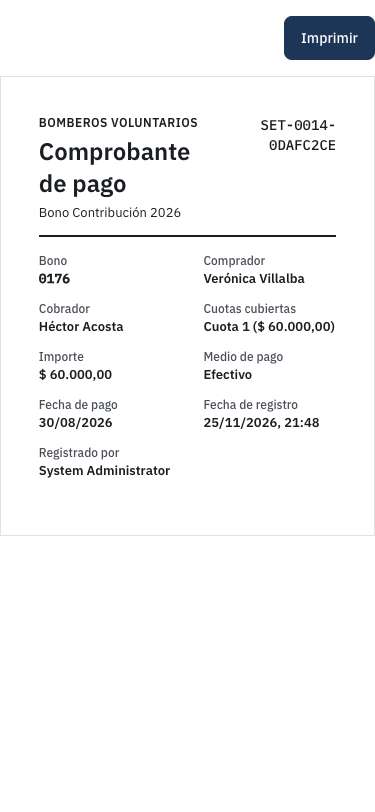 Imprimir
BOMBEROS VOLUNTARIOS
Comprobante
de pago
Bono Contribución 2026
SET-0014-
0DAFC2CE
Bono
0176
Comprador
Verónica Villalba
Cobrador
Héctor Acosta
Cuotas cubiertas
Cuota 1 ($ 60.000,00)
Importe
$ 60.000,00
Medio de pago
Efectivo
Fecha de pago
30/08/2026
Fecha de registro
25/11/2026, 21:48
Registrado por
System Administrator